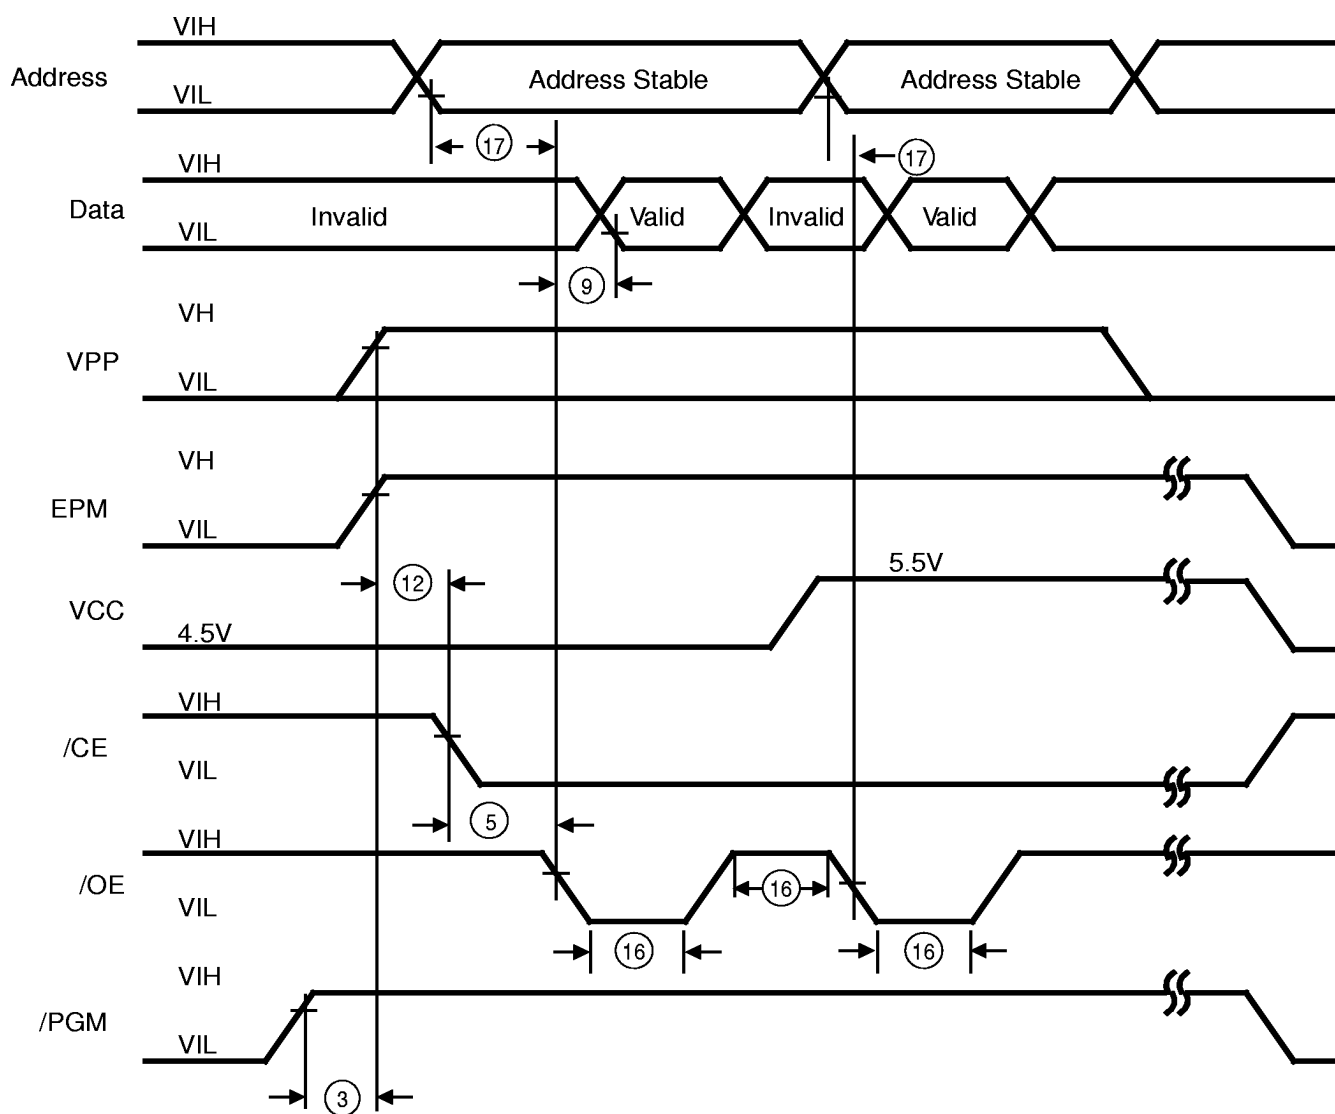 VIH
Address
Address Stable
Address Stable
VIL
17
VIH
17
Data
Invalid
Valid
Invalid
Valid
VIL
9
VH
VPP
VIL
VH
EPM
VIL
5.5V
12
VCC
4.5V
VIH
/CE
VIL
5
VIH
/OE
16
VIL
16
16
VIH
/PGM
VIL
3